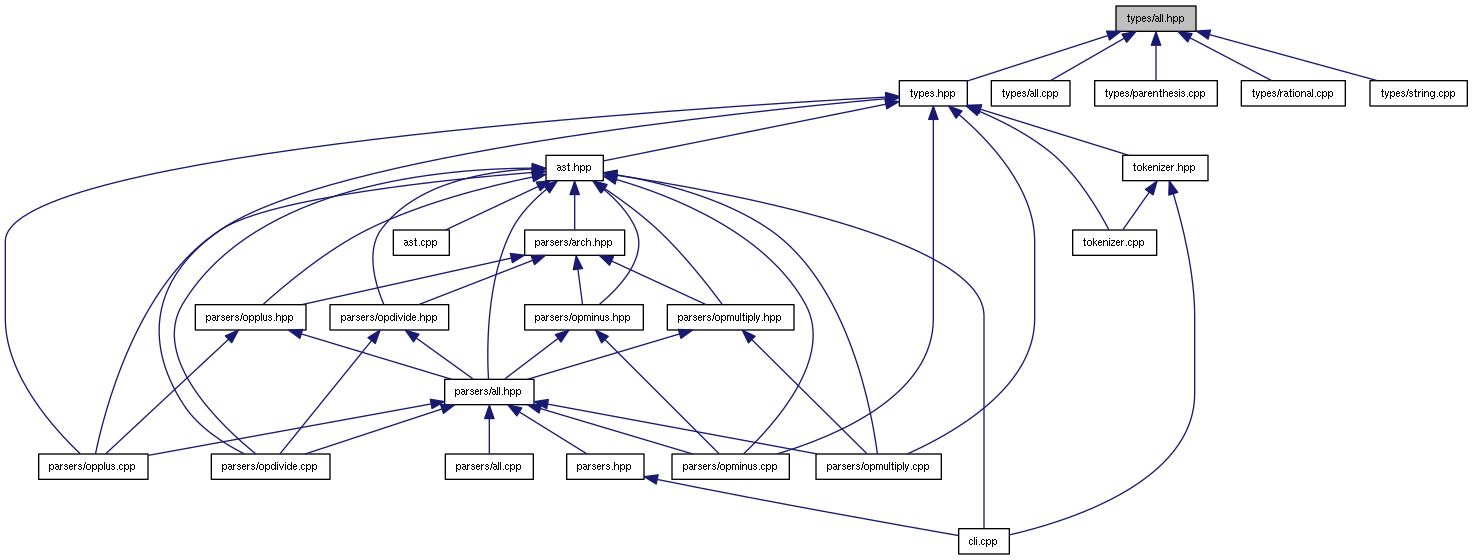 types/all.hpp
types.hpp
types/all.cpp
types/parenthesis.cpp
types/rational.cpp
types/string.cpp
ast.hpp
tokenizer.hpp
ast.cpp
parsers/arch.hpp
tokenizer.cpp
parsers/opplus.hpp
parsers/opdivide.hpp
parsers/opminus.hpp
parsers/opmultiply.hpp
parsers/all.hpp
parsers/opplus.cpp
parsers/opdivide.cpp
parsers/all.cpp
parsers.hpp
parsers/opminus.cpp
parsers/opmultiply.cpp
cli.cpp